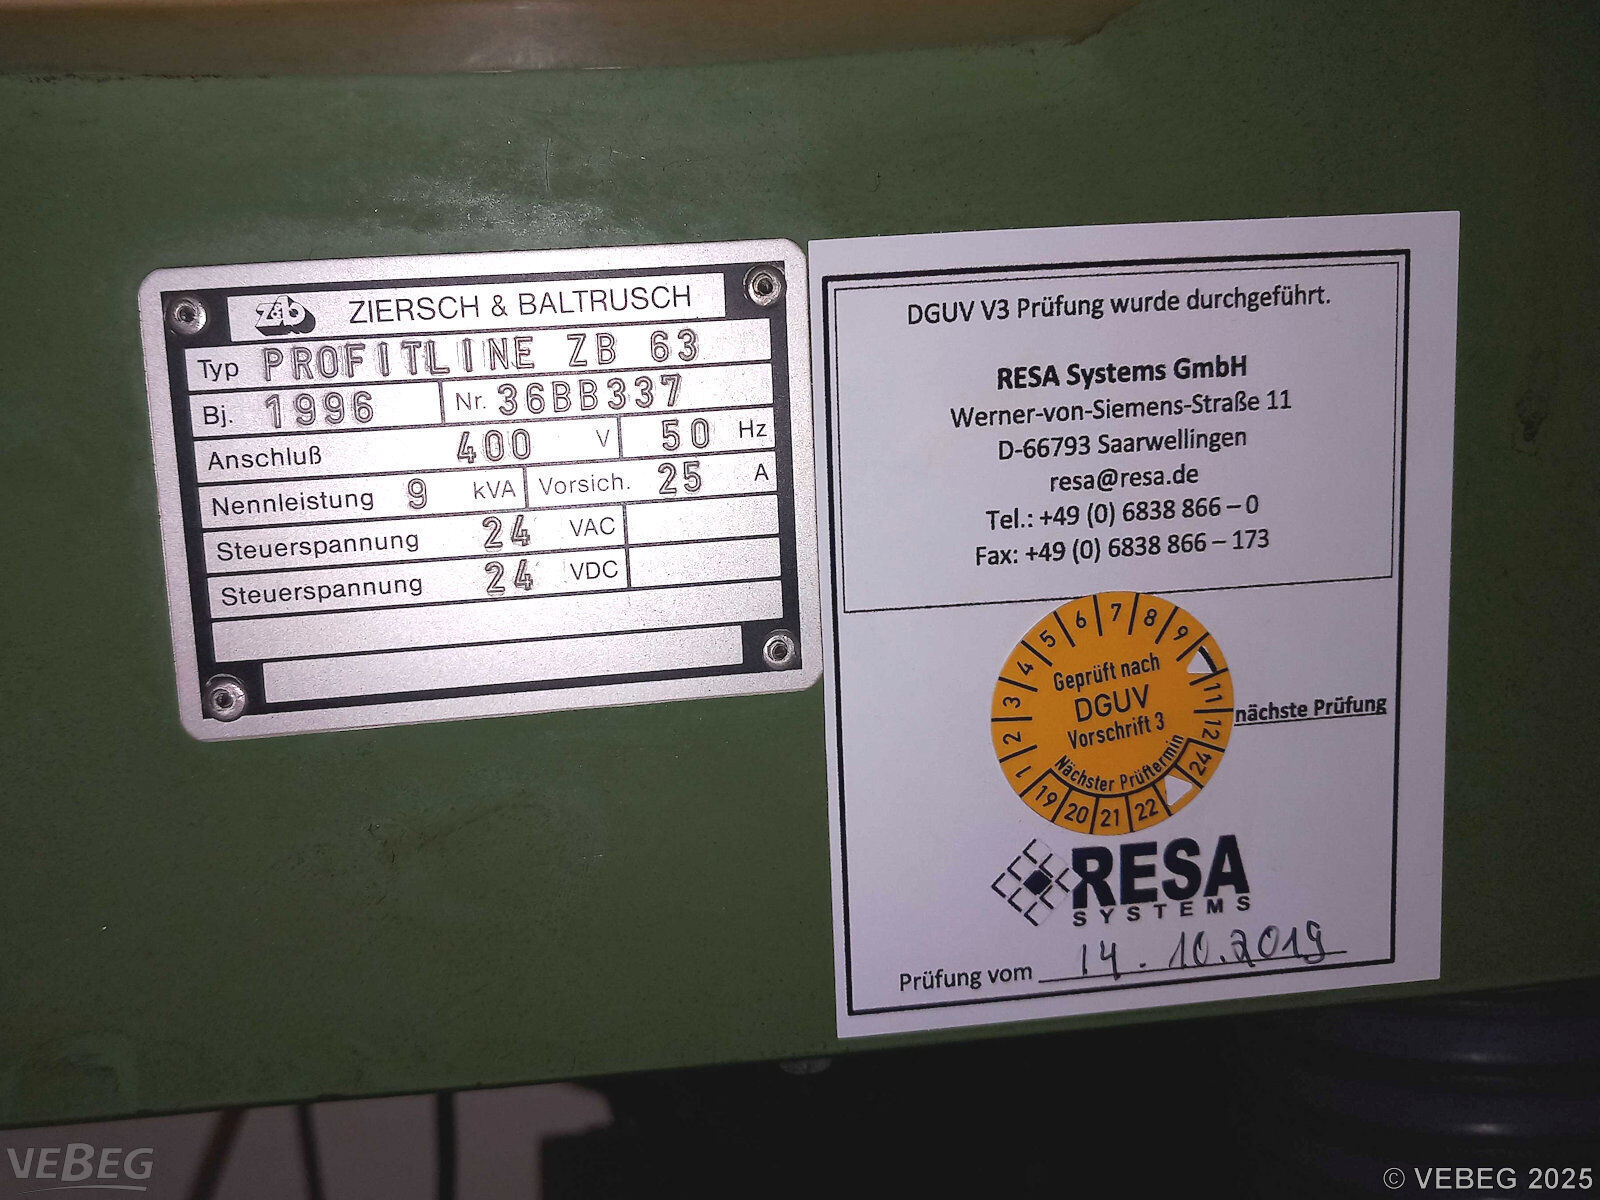 z&b ZIERSCH & BALTRUSCH
Typ PROFITLINE ZB 63
Bj. 1996 Nr. 36BB337
Anschluß 400 V 50 Hz
Nennleistung 9 kVA Vorsich. 25 A
Steuerspannung 24 VAC
Steuerspannung 24 VDC
DGUV V3 Prüfung wurde durchgeführt.
RESA Systems GmbH
Werner-von-Siemens-Straße 11
D-66793 Saarwellingen
resa@resa.de
Tel.: +49 (0) 6838 866 – 0
Fax: +49 (0) 6838 866 – 173
1 2 3 4 5 6 7 8 9 11 12
Geprüft nach
DGUV
Vorschrift 3
Nächster Prüftermin
19 20 21 22 24
nächste Prüfung
RESA
SYSTEMS
Prüfung vom 14.10.2019
VEBEG
© VEBEG 2025